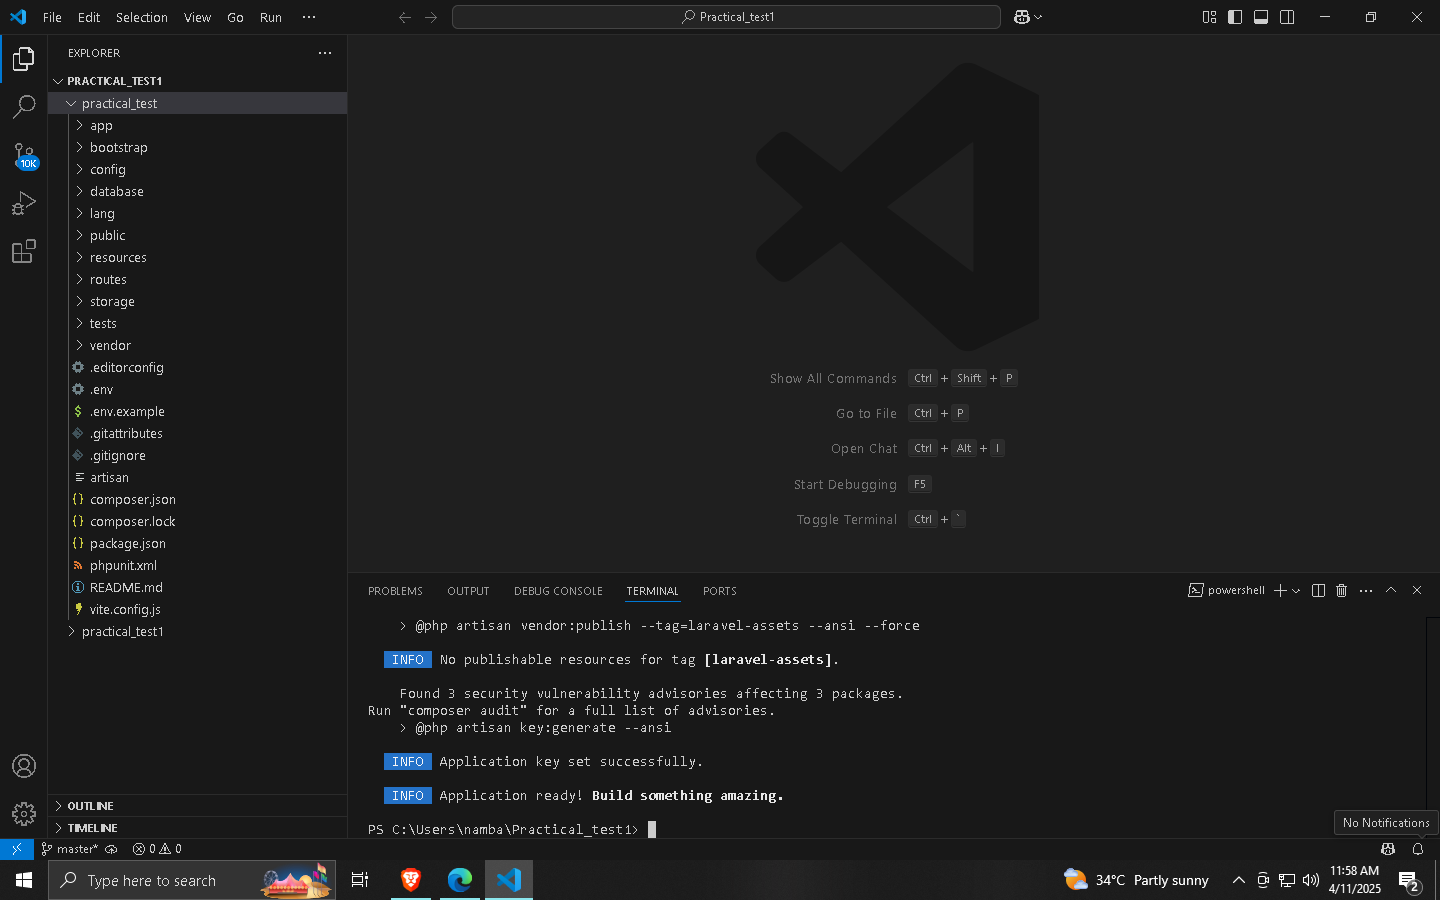 File Edit Selection View Go Run ···
Practical_test1
EXPLORER
PRACTICAL_TEST1
practical_test
app
bootstrap
config
database
lang
public
resources
routes
storage
tests
vendor
.editorconfig
.env
$ .env.example
.gitattributes
.gitignore
artisan
{} composer.json
{} composer.lock
{} package.json
phpunit.xml
README.md
vite.config.js
practical_test1
10K
OUTLINE
TIMELINE
Show All Commands Ctrl + Shift + P
Go to File Ctrl + P
Open Chat Ctrl + Alt + I
Start Debugging F5
Toggle Terminal Ctrl + `
PROBLEMS OUTPUT DEBUG CONSOLE TERMINAL PORTS
powershell
> @php artisan vendor:publish --tag=laravel-assets --ansi --force
INFO No publishable resources for tag [laravel-assets].
Found 3 security vulnerability advisories affecting 3 packages.
Run "composer audit" for a full list of advisories.
> @php artisan key:generate --ansi
INFO Application key set successfully.
INFO Application ready! Build something amazing.
PS C:\Users\namba\Practical_test1>
No Notifications
master* 0 0
Type here to search
34°C Partly sunny
11:58 AM
4/11/2025
2